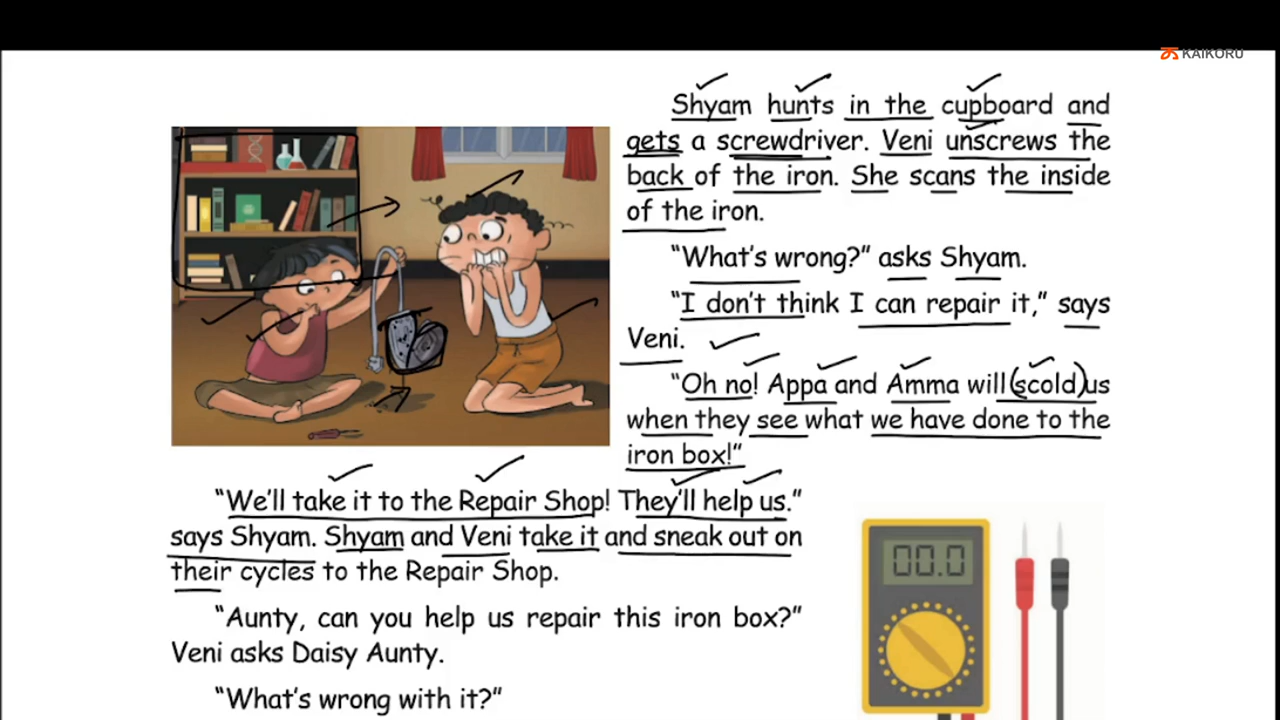 KAIKORU
Shyam hunts in the cupboard and
gets a screwdriver. Veni unscrews the
back of the iron. She scans the inside
of the iron.
“What’s wrong?” asks Shyam.
“I don’t think I can repair it,” says
Veni.
“Oh no! Appa and Amma will (scold) us
when they see what we have done to the
iron box!”
“We’ll take it to the Repair Shop! They’ll help us.”
says Shyam. Shyam and Veni take it and sneak out on
their cycles to the Repair Shop.
“Aunty, can you help us repair this iron box?”
Veni asks Daisy Aunty.
“What’s wrong with it?”
00.0